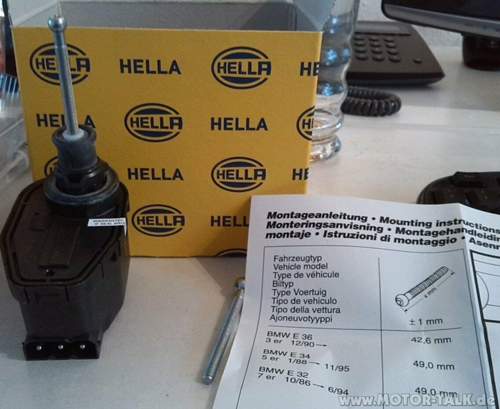 HELLA
HELLA
HELLA
HELLA
HELLA
HELLA
HELLA
HELLA
HELLA
HELLA
Montageanleitung • Mounting instructions
Monteringsanvisning • Montagehandleiding
montaje • Istruzioni di montaggio •
Fahrzeugtyp
Vehicle model
Type de véhicule
Biltyp
Type Voertuig
Tipo de vehiculo
Tipo della vettura
Ajoneuvotyyppi
± 1 mm
BMW E 36
3 er 12/90→ 42,6 mm
BMW E 34
5 er 1/88→ 11/95 49,0 mm
BMW E 32
7 er 10/86→ 6/94 49,0 mm
www.MOTOR-TALK.de